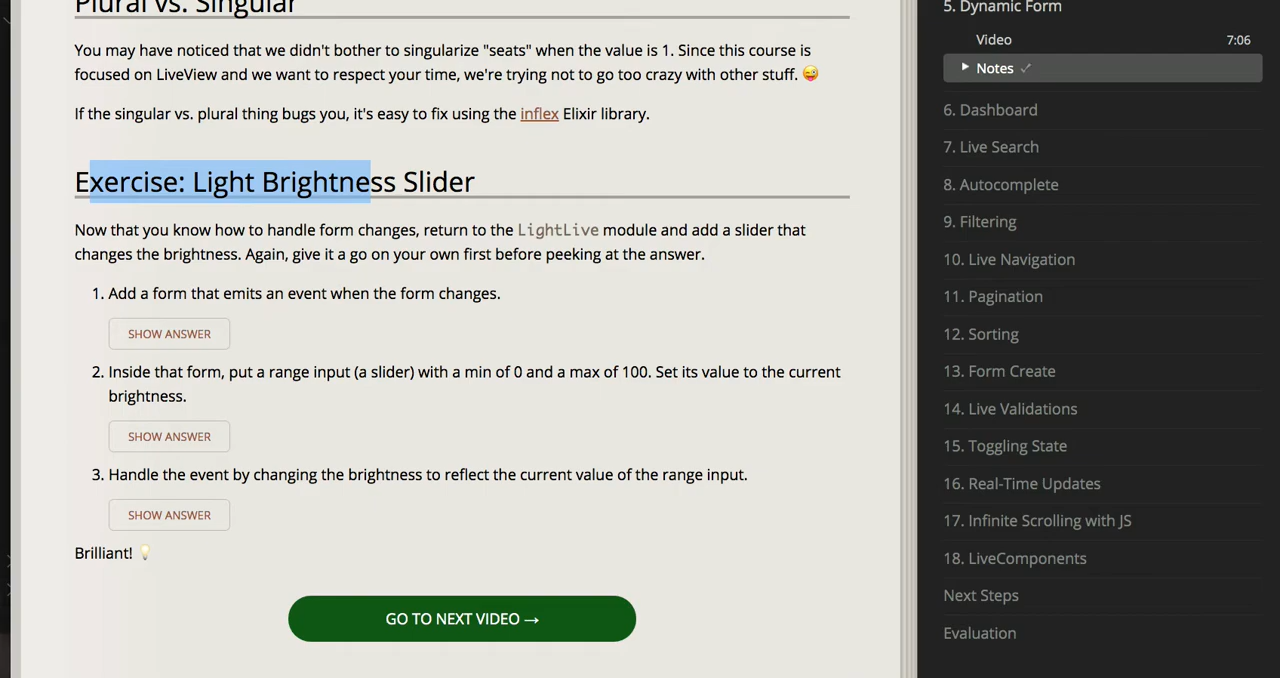 Plural vs. Singular
You may have noticed that we didn't bother to singularize "seats" when the value is 1. Since this course is
focused on LiveView and we want to respect your time, we're trying not to go too crazy with other stuff. 😜
If the singular vs. plural thing bugs you, it's easy to fix using the inflex Elixir library.
Exercise: Light Brightness Slider
Now that you know how to handle form changes, return to the LightLive module and add a slider that
changes the brightness. Again, give it a go on your own first before peeking at the answer.
1. Add a form that emits an event when the form changes.
SHOW ANSWER
2. Inside that form, put a range input (a slider) with a min of 0 and a max of 100. Set its value to the current
brightness.
SHOW ANSWER
3. Handle the event by changing the brightness to reflect the current value of the range input.
SHOW ANSWER
Brilliant! 💡
GO TO NEXT VIDEO →
5. Dynamic Form
Video 7:06
Notes ✓
6. Dashboard
7. Live Search
8. Autocomplete
9. Filtering
10. Live Navigation
11. Pagination
12. Sorting
13. Form Create
14. Live Validations
15. Toggling State
16. Real-Time Updates
17. Infinite Scrolling with JS
18. LiveComponents
Next Steps
Evaluation